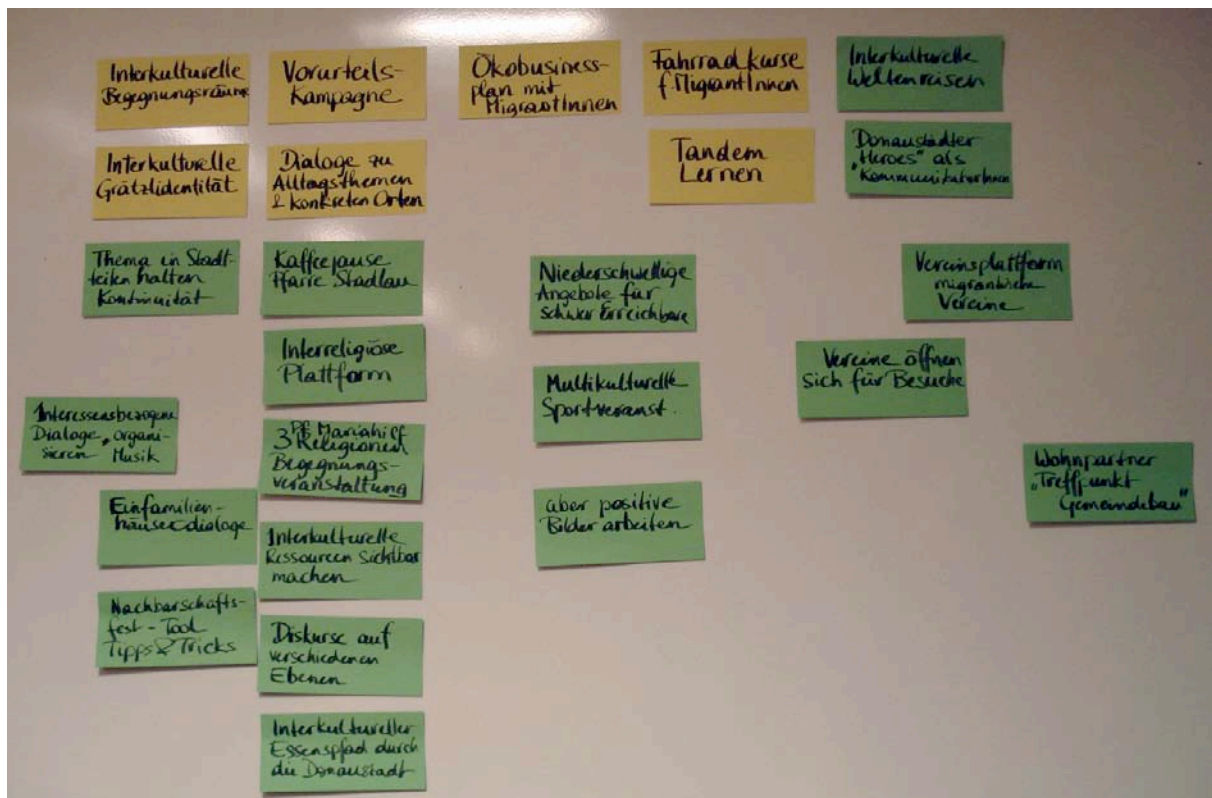 Interkulturelle
Begegnungsräume
Vorurteils-
Kampagne
Ökobusiness-
plan mit
MigrantInnen
Fahrradkurse
f. MigrantInnen
Interkulturelle
Weltenreisen
Interkulturelle
Grätzlidentität
Dialoge zu
Alltagsthemen
& konkreten Orten
Tandem
Lernen
Donaustädter
"Heroes" als
"KommunikatorInnen
Thema in Stadt-
teilen halten
Kontinuität
Kaffeejause
Pfarre Stadlau
Niederschwellige
Angebote für
schwer Erreichbare
Vereinsplattform
migrantische
Vereine
Interreligiöse
Plattform
Multikulturelle
Sportveranst.
Vereine öffnen
sich für Besuche
Interessensbezogene
Dialoge organi-
sieren "Musik
Pf Mariahilf
3 Religionen
Begegnungs-
veranstaltung
Wohnpartner
"Treffpunkt
Gemeindebau"
Einfamilien-
häuserdialoge
Interkulturelle
Ressourcen Sichtbar
machen
über positive
Bilder arbeiten
Nachbarschafts-
fest - Tool
Tipps & Tricks
Diskurse auf
verschiedenen
Ebenen
Interkultureller
Essenspfad durch
die Donaustadt